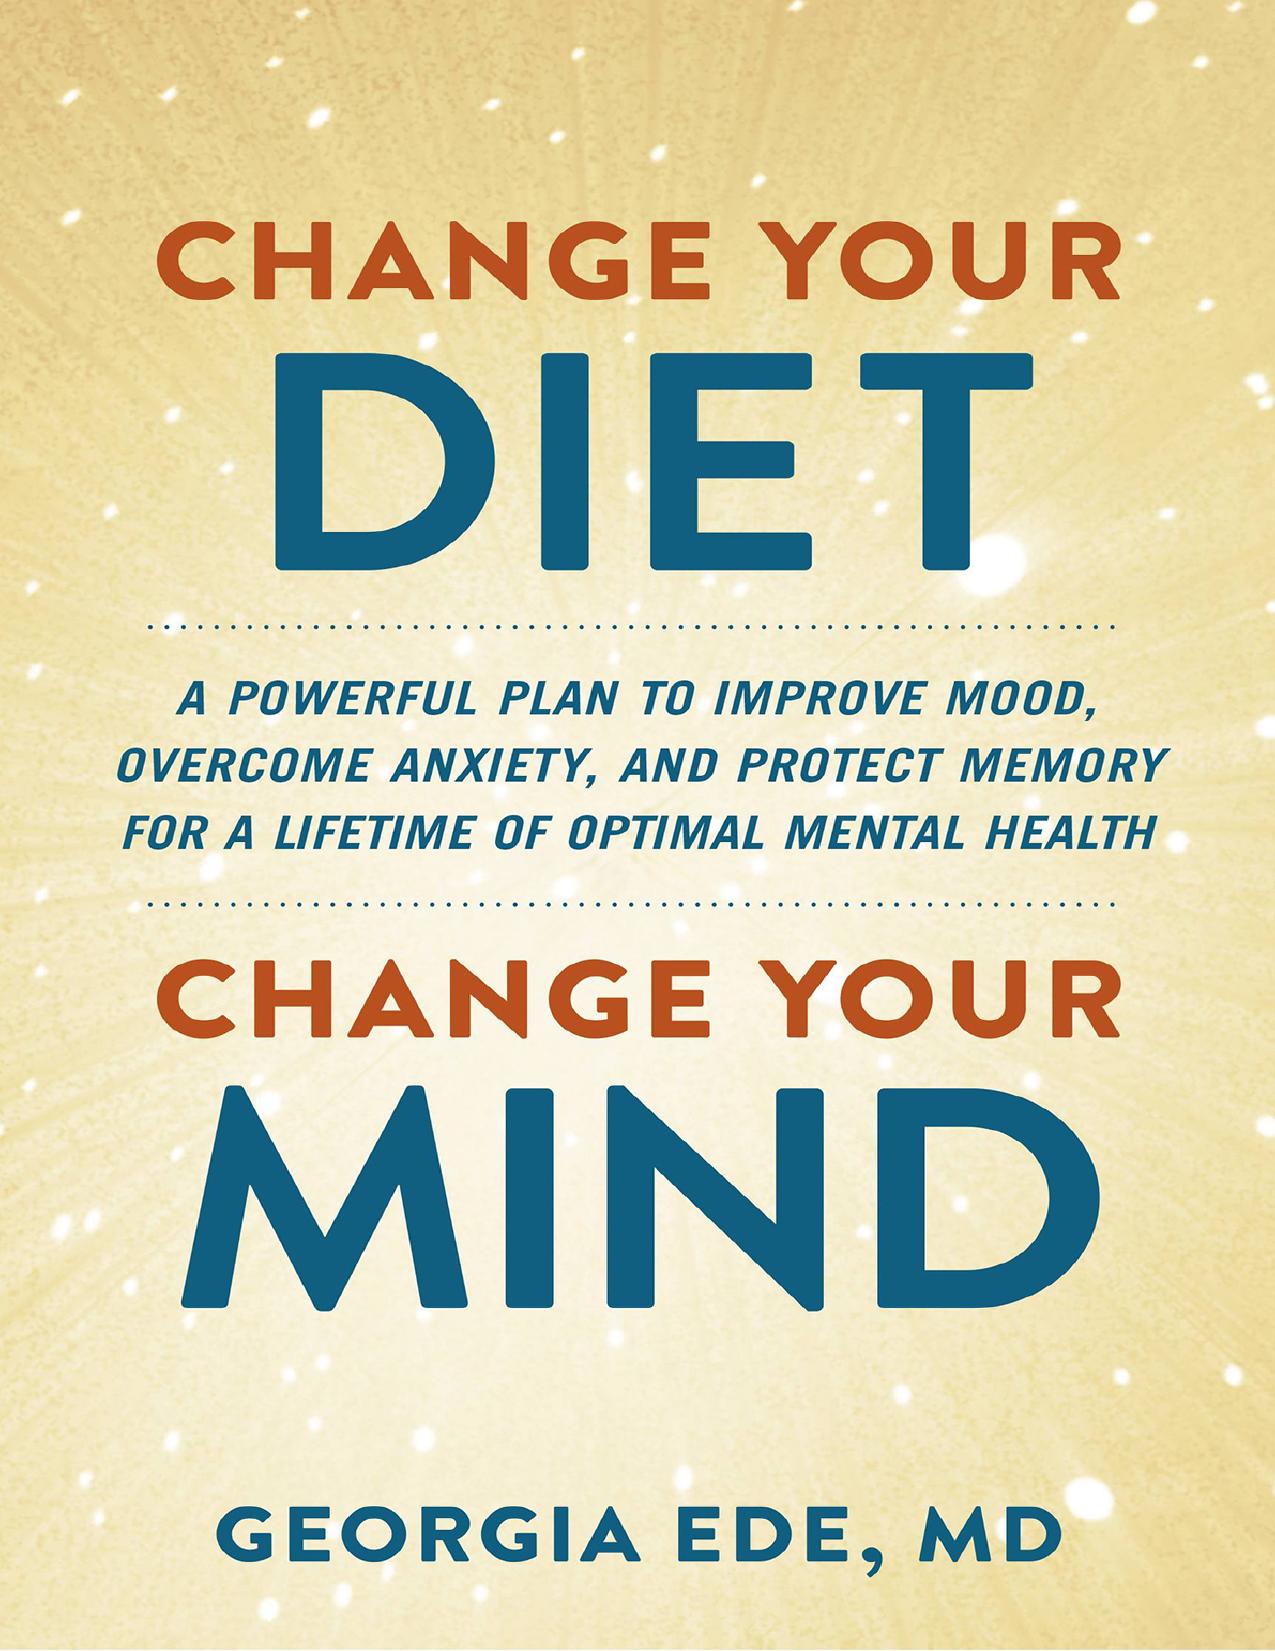 CHANGE YOUR
DIET
A POWERFUL PLAN TO IMPROVE MOOD,
OVERCOME ANXIETY, AND PROTECT MEMORY
FOR A LIFETIME OF OPTIMAL MENTAL HEALTH
CHANGE YOUR
MIND
GEORGIA EDE, MD